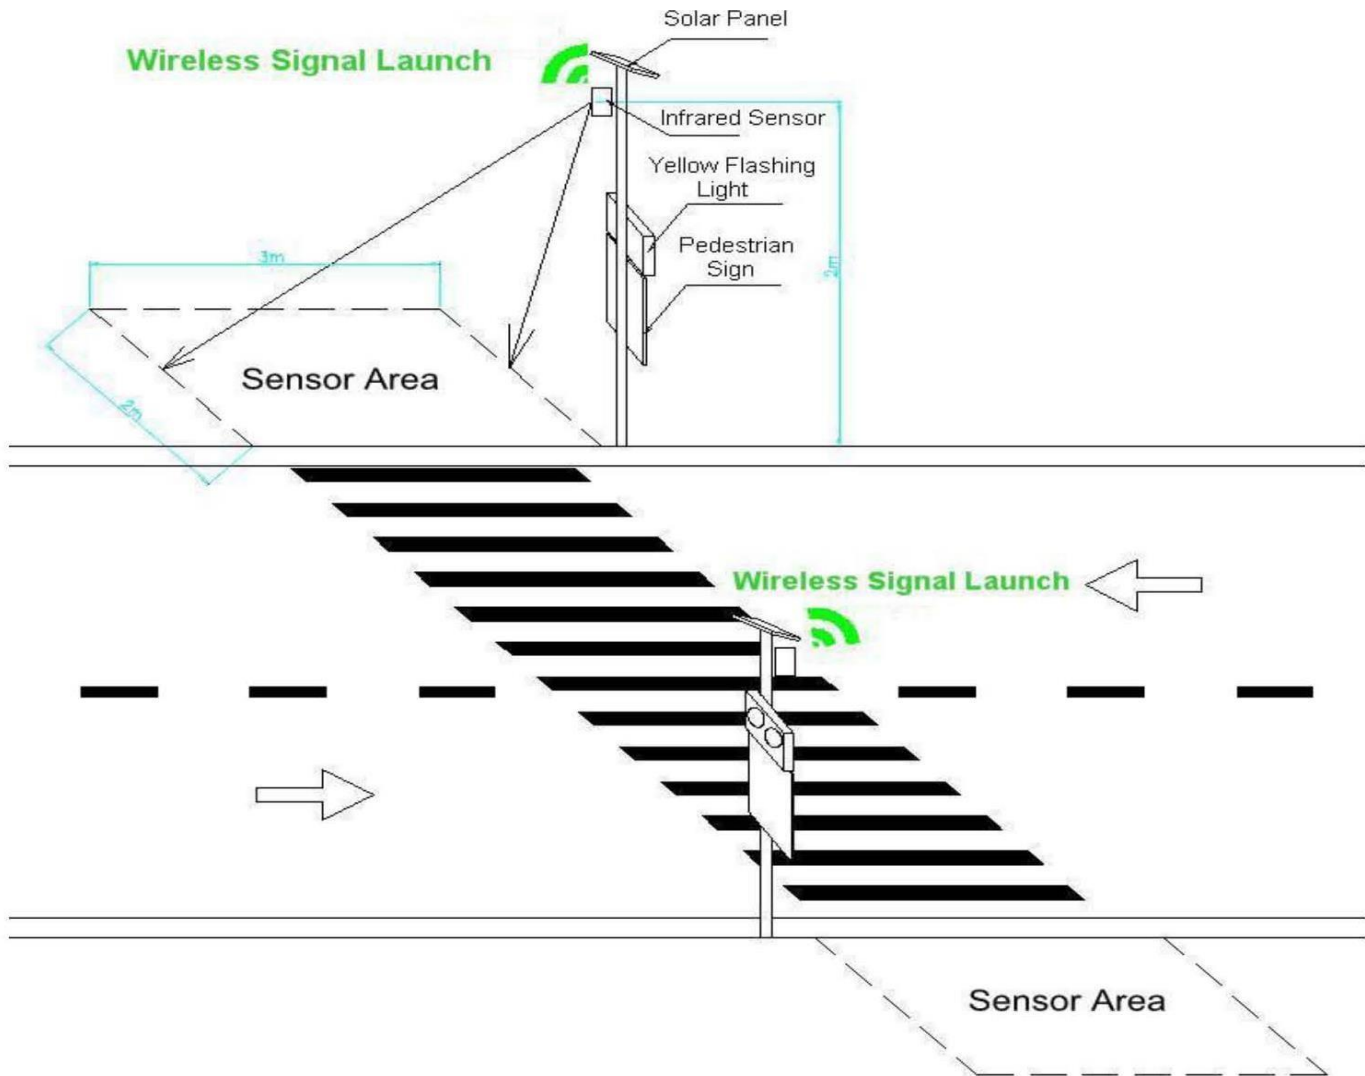 Solar Panel
Wireless Signal Launch
Infrared Sensor
Yellow Flashing
Light
Pedestrian
Sign
3m
2m
Sensor Area
2m
Wireless Signal Launch
Sensor Area